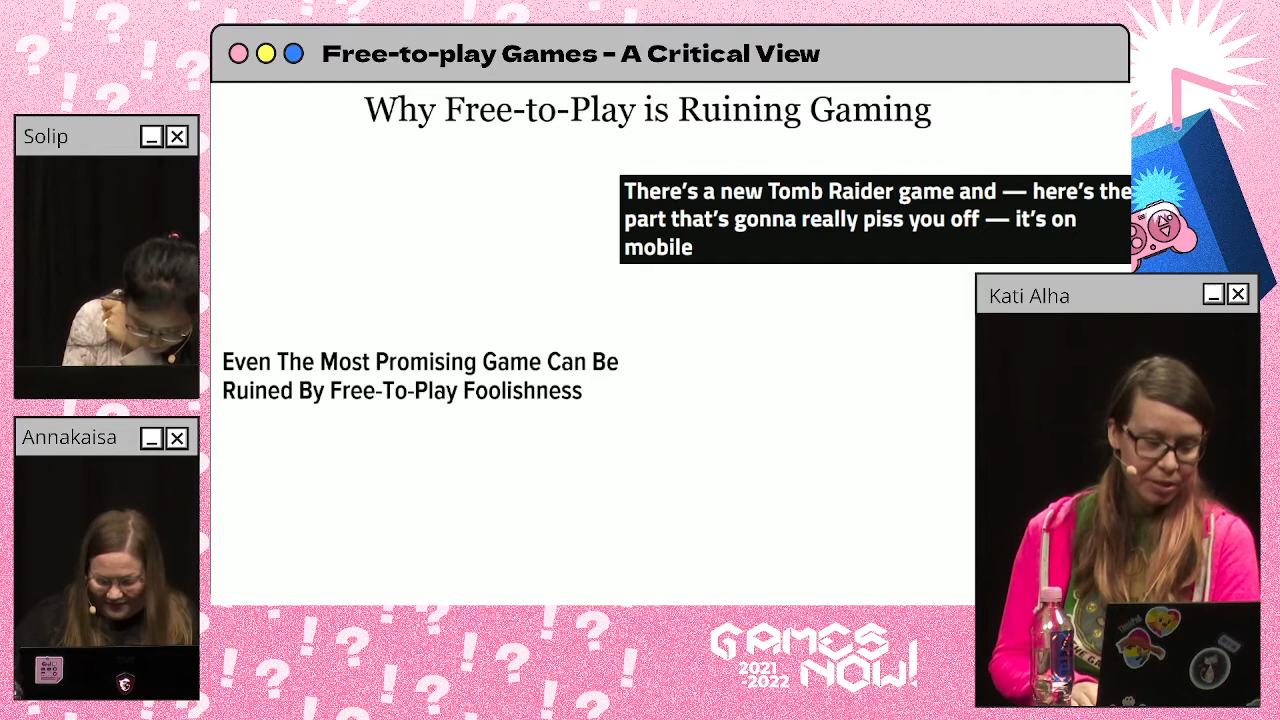 Free-to-play Games - A Critical View
Why Free-to-Play is Ruining Gaming
Solip
There's a new Tomb Raider game and — here's the
part that's gonna really piss you off — it's on
mobile
Kati Alha
Even The Most Promising Game Can Be
Ruined By Free-To-Play Foolishness
Annakaisa
GAMES
2021
-2022
NOW!